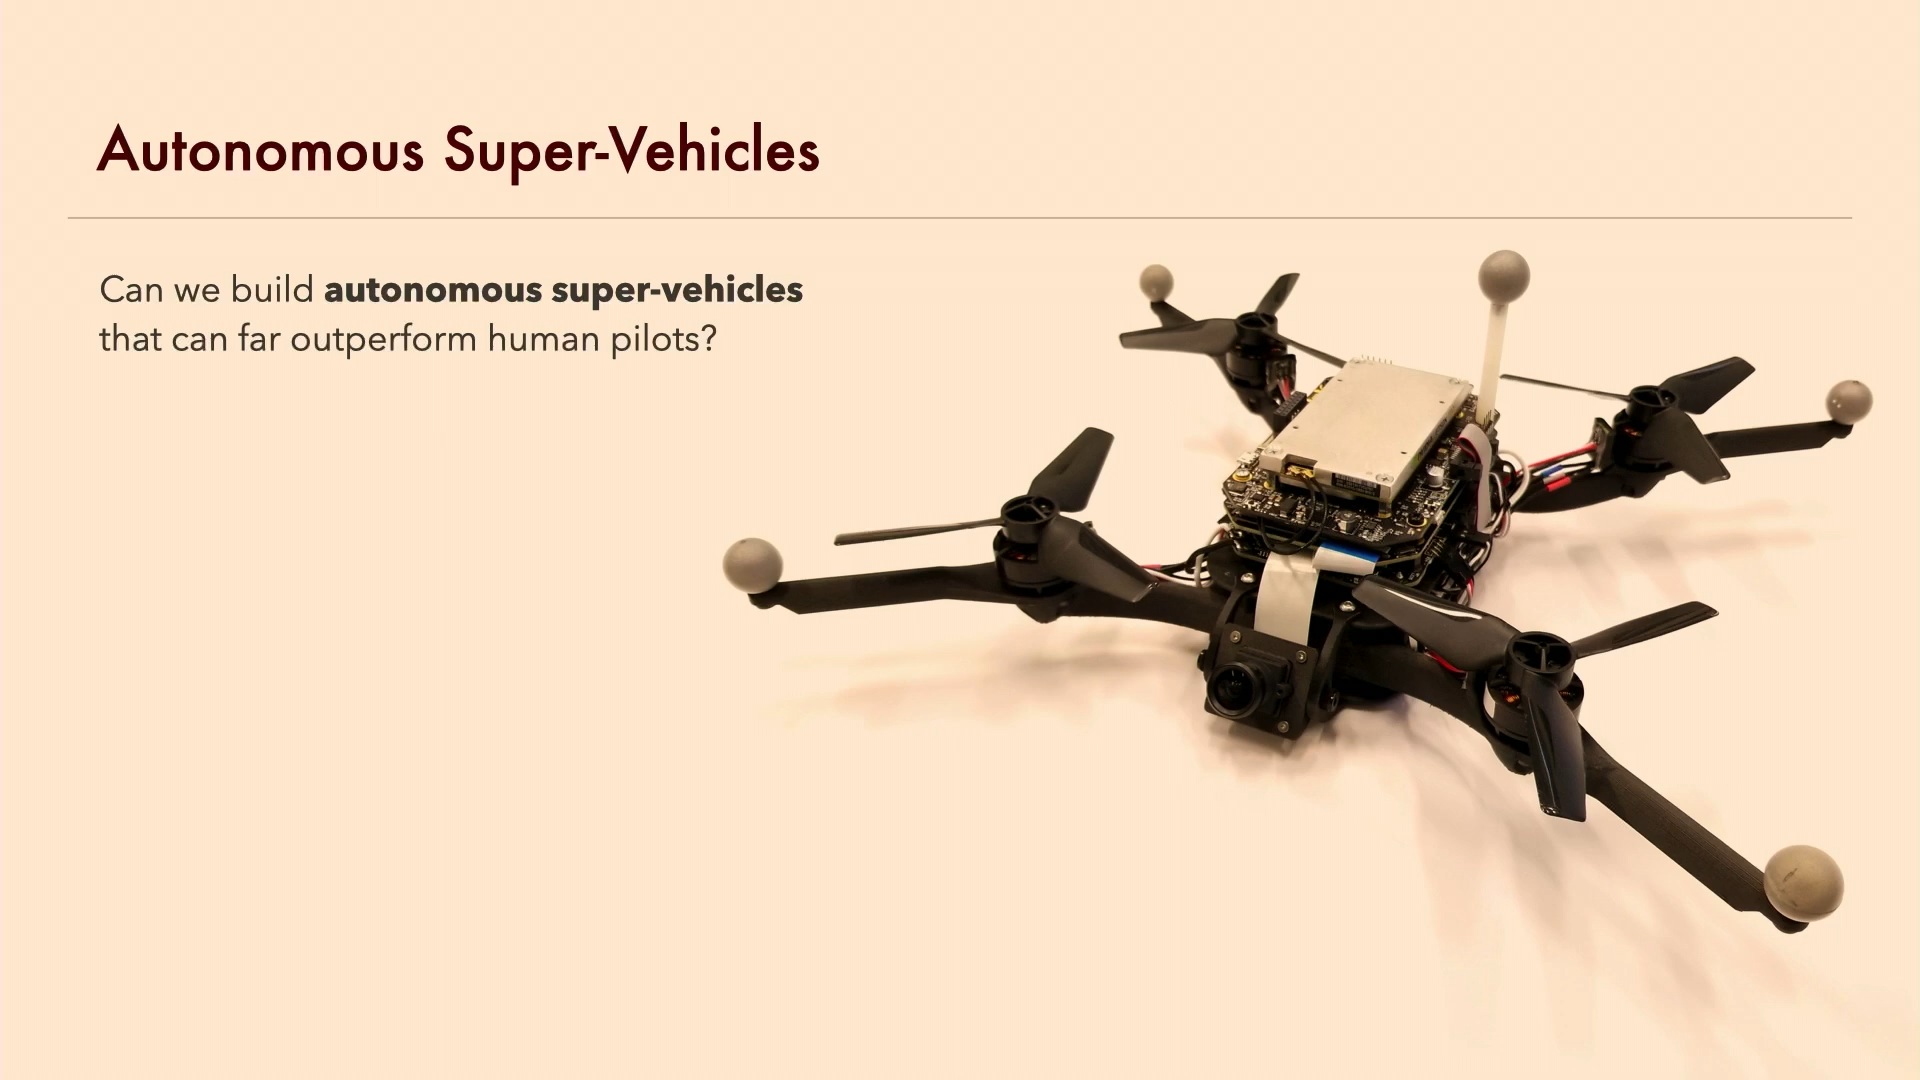 Autonomous Super-Vehicles
Can we build autonomous super-vehicles
that can far outperform human pilots?